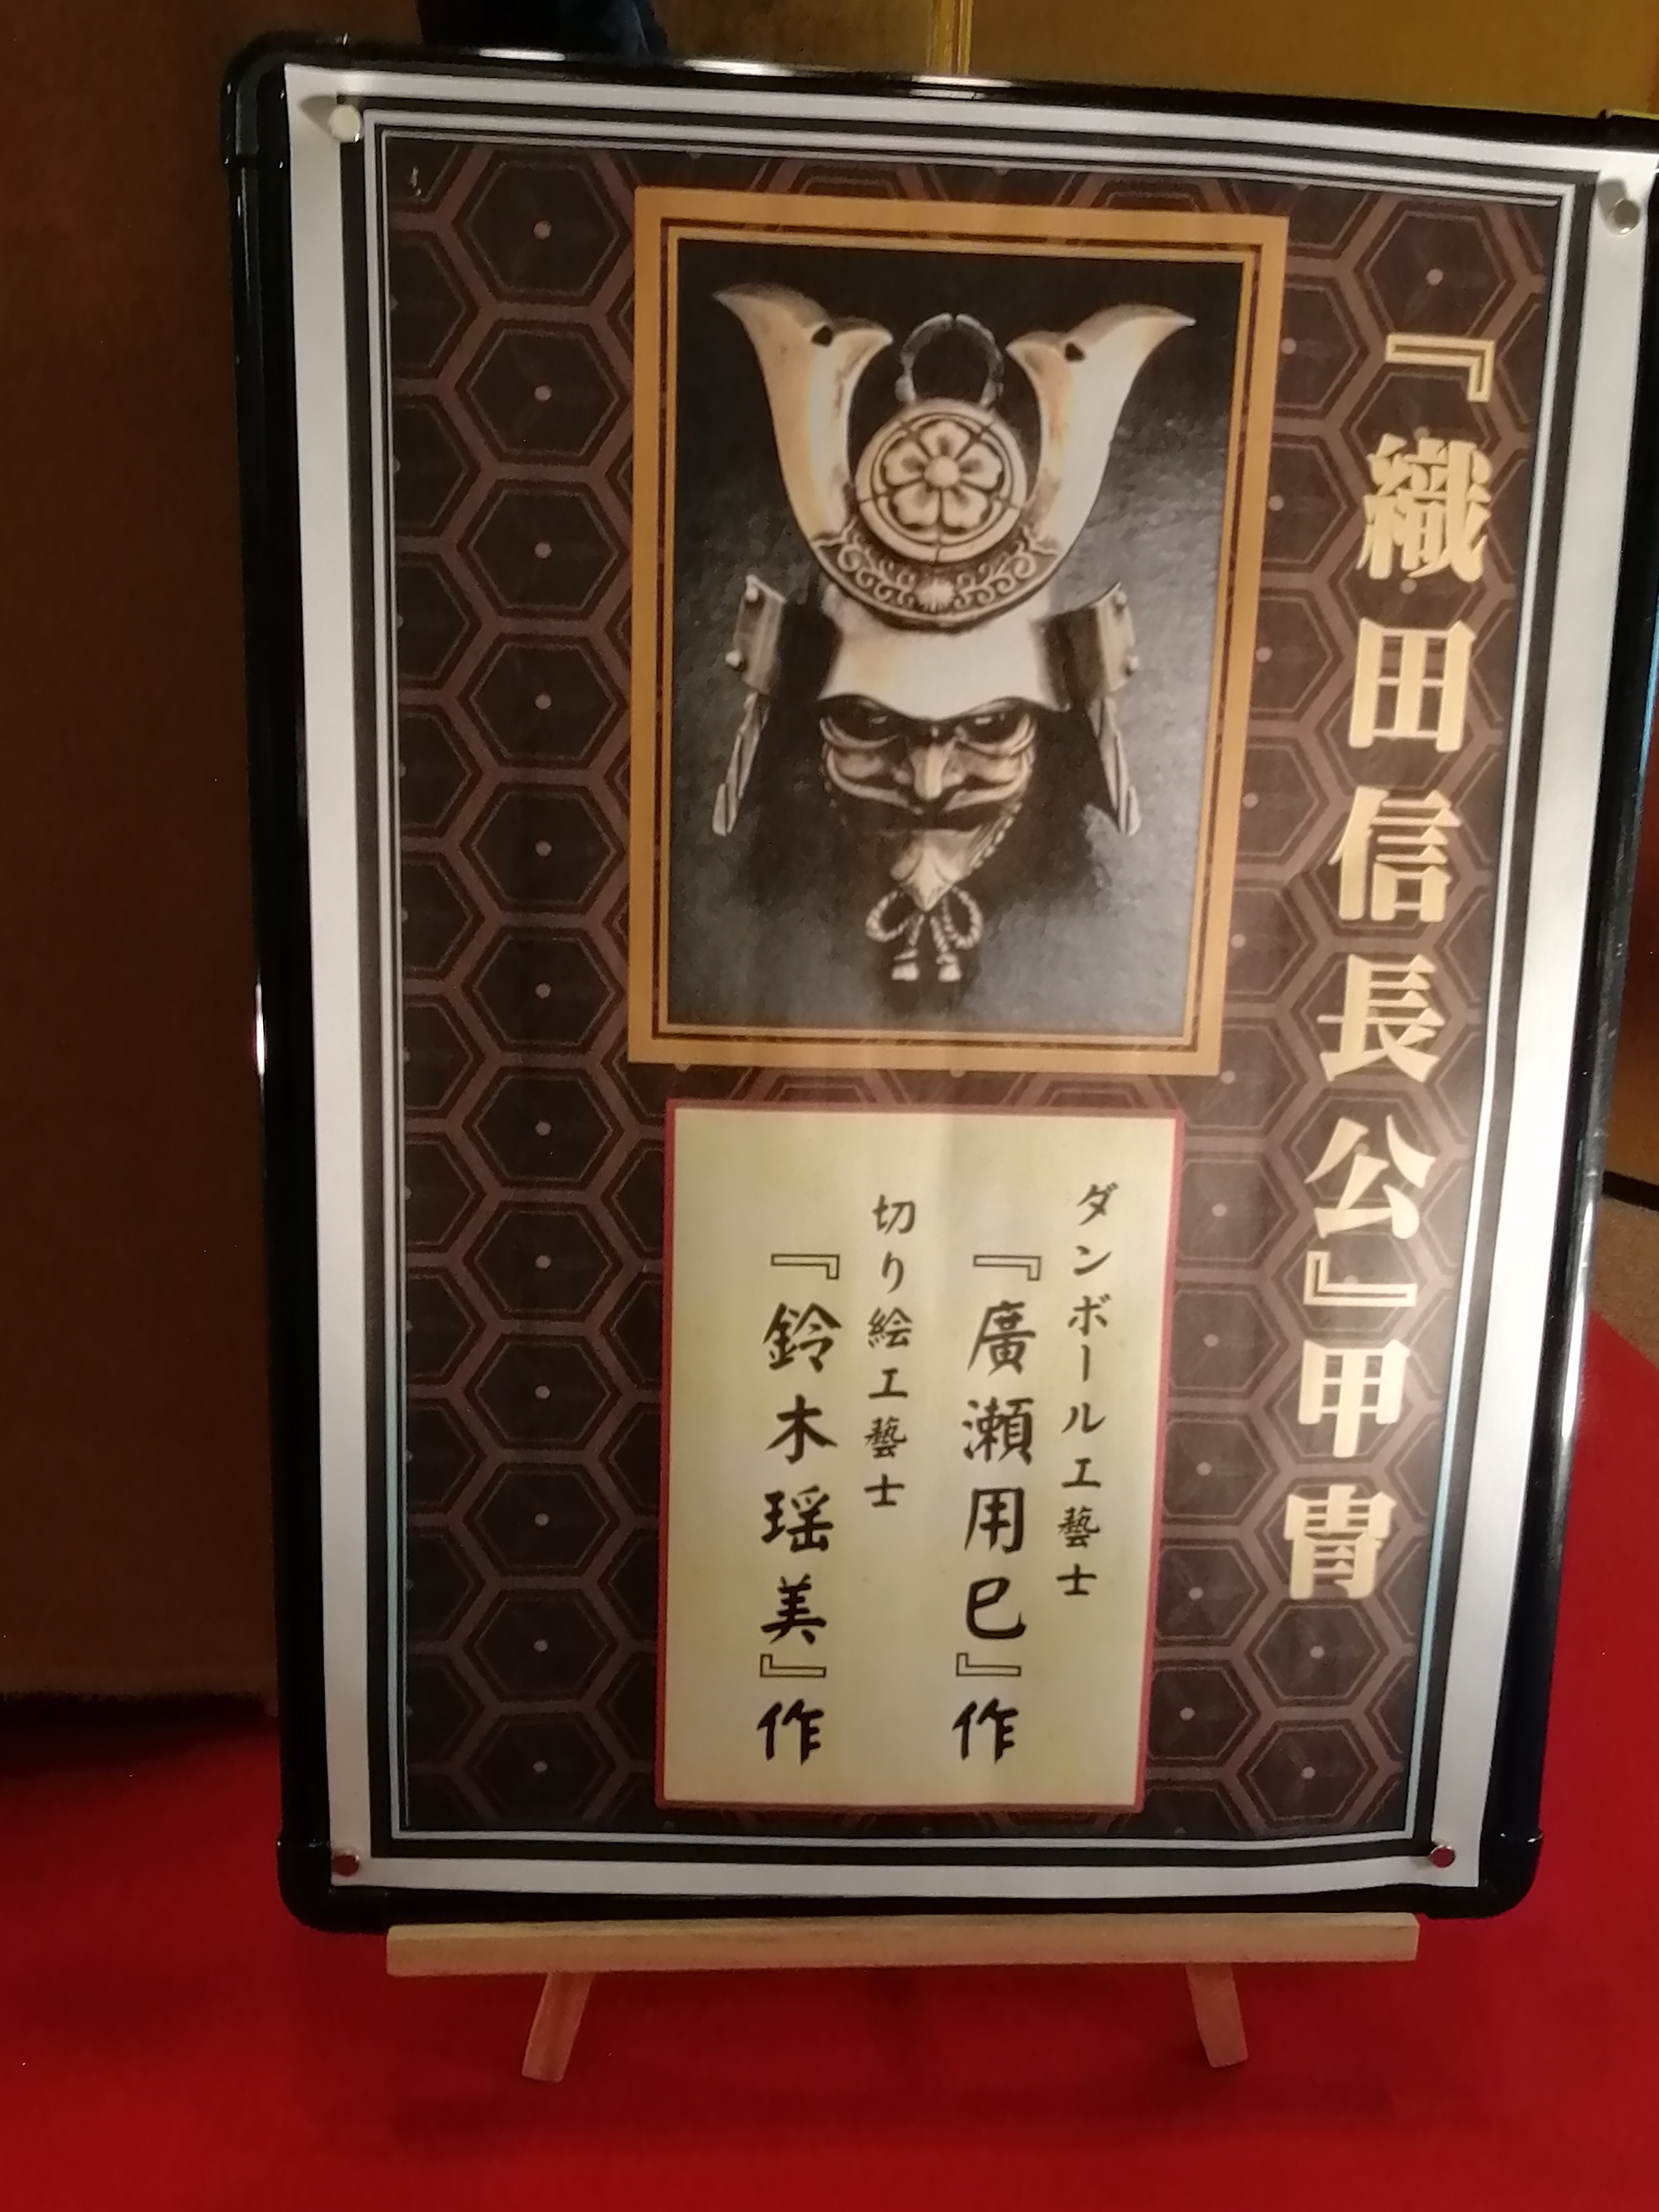 『織田信長公』甲冑
ダンボール工藝士
『廣瀬用巳』作
切り絵工藝士
『鈴木瑶美』作